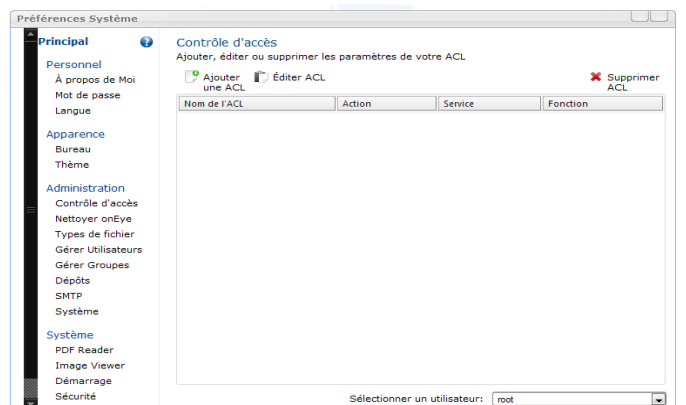 Préférences Système
Principal
Personnel
À propos de Moi
Mot de passe
Langue
Apparence
Bureau
Thème
Administration
Contrôle d'accès
Nettoyer onEye
Types de fichier
Gérer Utilisateurs
Gérer Groupes
Dépôts
SMTP
Système
Système
PDF Reader
Image Viewer
Démarrage
Sécurité
Contrôle d'accès
Ajouter, éditer ou supprimer les paramètres de votre ACL
Ajouter
une ACL
Éditer ACL
Supprimer
ACL
Nom de l'ACL Action Service Fonction
Sélectionner un utilisateur: root